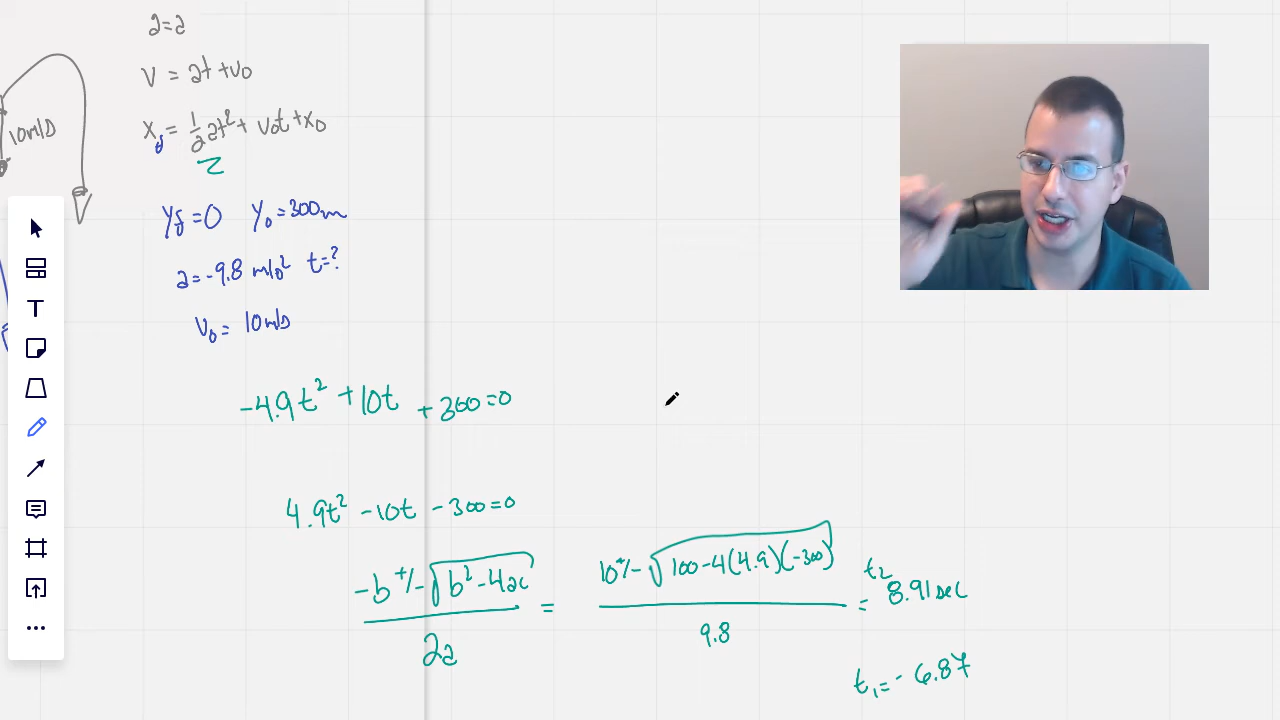 a=a
V = at + v0
10m/s
xf = 1/2 at² + v0t + x0
yf = 0 y0 = 300m
a = -9.8 m/s² t = ?
v0 = 10m/s
-4.9t² + 10t + 300 = 0
4.9t² - 10t - 300 = 0
(-b +/- √(b² - 4ac)) / 2a = (10 +/- √(100 - 4(4.9)(-300))) / 9.8 = t2 8.91 sec
t1 = -6.87
T